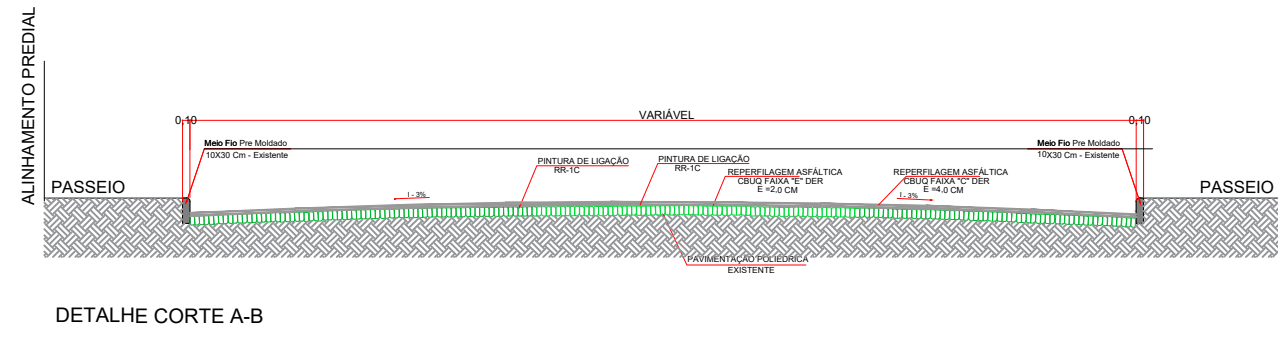 ALINHAMENTO PREDIAL
VARIÁVEL
0.10
0.10
Meio Fio Pre Moldado
10X30 Cm - Existente
Meio Fio Pre Moldado
10X30 Cm - Existente
PINTURA DE LIGAÇÃO
RR-1C
PINTURA DE LIGAÇÃO
RR-1C
REPERFILAGEM ASFÁLTICA
CBUQ FAIXA "E" DER
E =2.0 CM
REPERFILAGEM ASFÁLTICA
CBUQ FAIXA "C" DER
E =4.0 CM
PASSEIO
PASSEIO
I - 3%
I - 3%
PAVIMENTAÇÃO POLIÉDRICA
EXISTENTE
DETALHE CORTE A-B